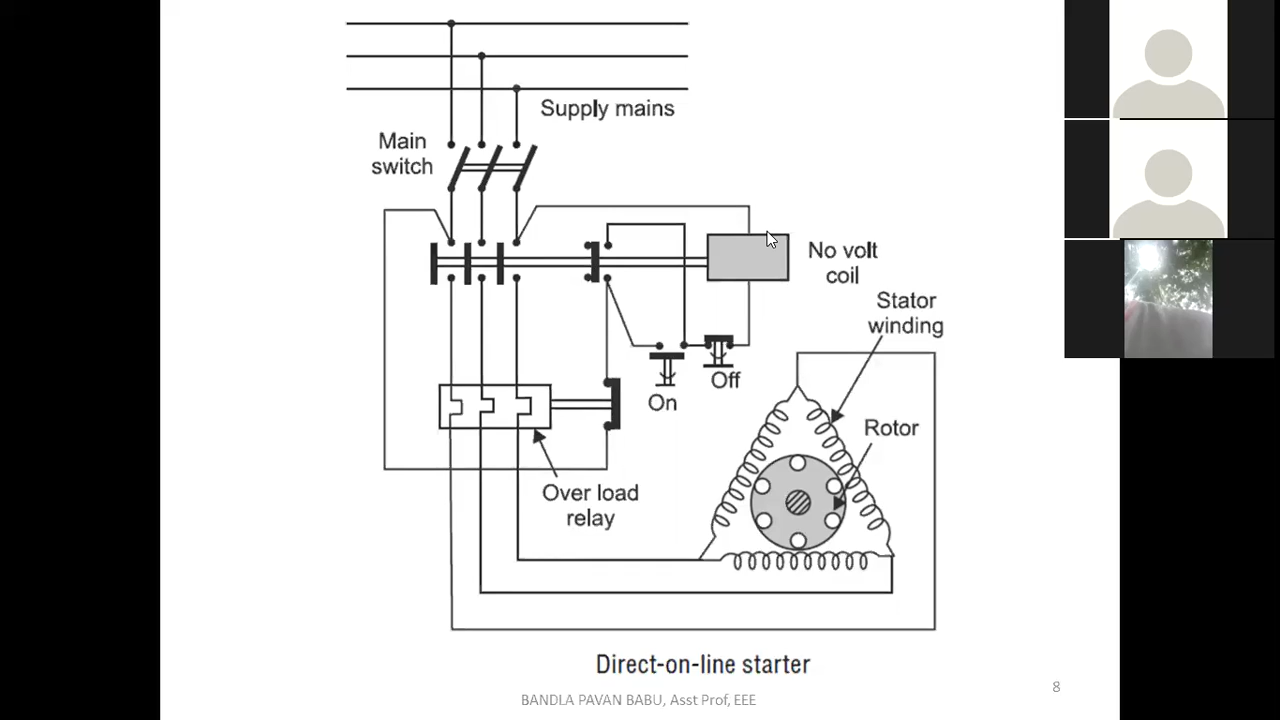 Supply mains
Main
switch
No volt
coil
Stator
winding
Off
On
Rotor
Over load
relay
Direct-on-line starter
BANDLA PAVAN BABU, Asst Prof, EEE
8